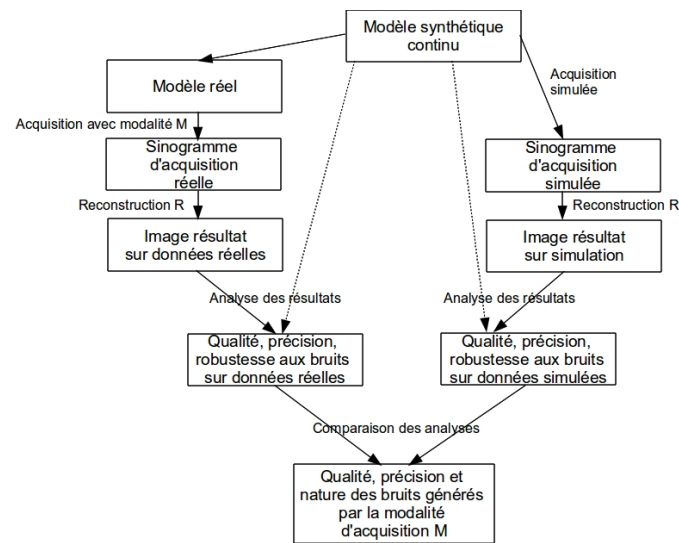 Modèle synthétique
continu
Modèle réel
Acquisition
simulée
Acquisition avec modalité M
Sinogramme
d'acquisition
réelle
Sinogramme
d'acquisition
simulée
Reconstruction R
Reconstruction R
Image résultat
sur données réelles
Image résultat
sur simulation
Analyse des résultats
Analyse des résultats
Qualité, précision,
robustesse aux bruits
sur données réelles
Qualité, précision,
robustesse aux bruits
sur données simulées
Comparaison des analyses
Qualité, précision et
nature des bruits générés
par la modalité
d'acquisition M